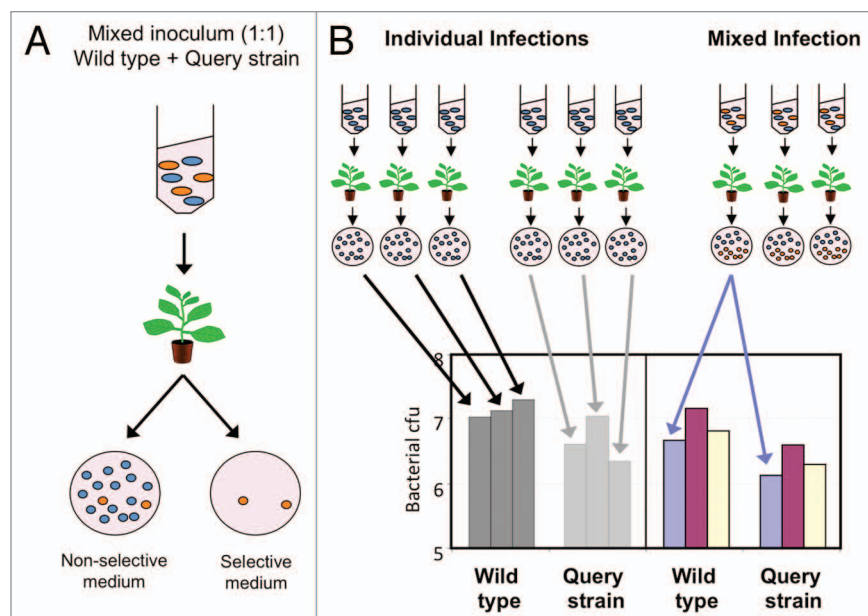 A
Mixed inoculum (1:1)
Wild type + Query strain
Non-selective
medium
Selective
medium
B
Individual Infections
Mixed Infection
Bacterial cfu
8
7
6
5
Wild
type
Query
strain
Wild
type
Query
strain